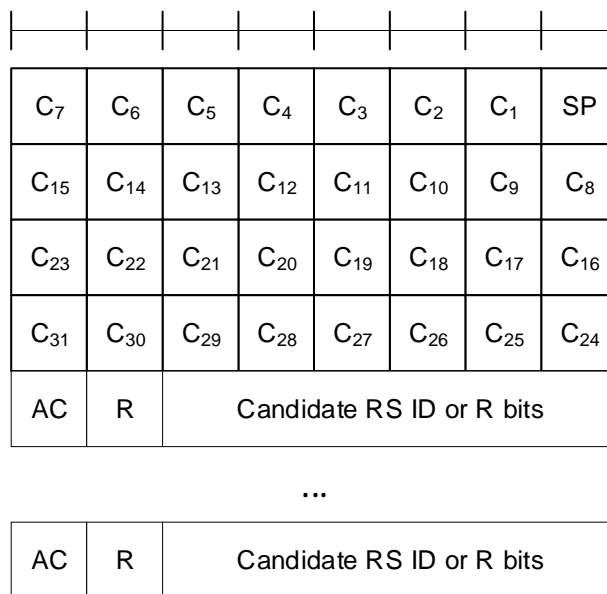 C7 C6 C5 C4 C3 C2 C1 SP
C15 C14 C13 C12 C11 C10 C9 C8
C23 C22 C21 C20 C19 C18 C17 C16
C31 C30 C29 C28 C27 C26 C25 C24
AC R Candidate RS ID or R bits
...
AC R Candidate RS ID or R bits